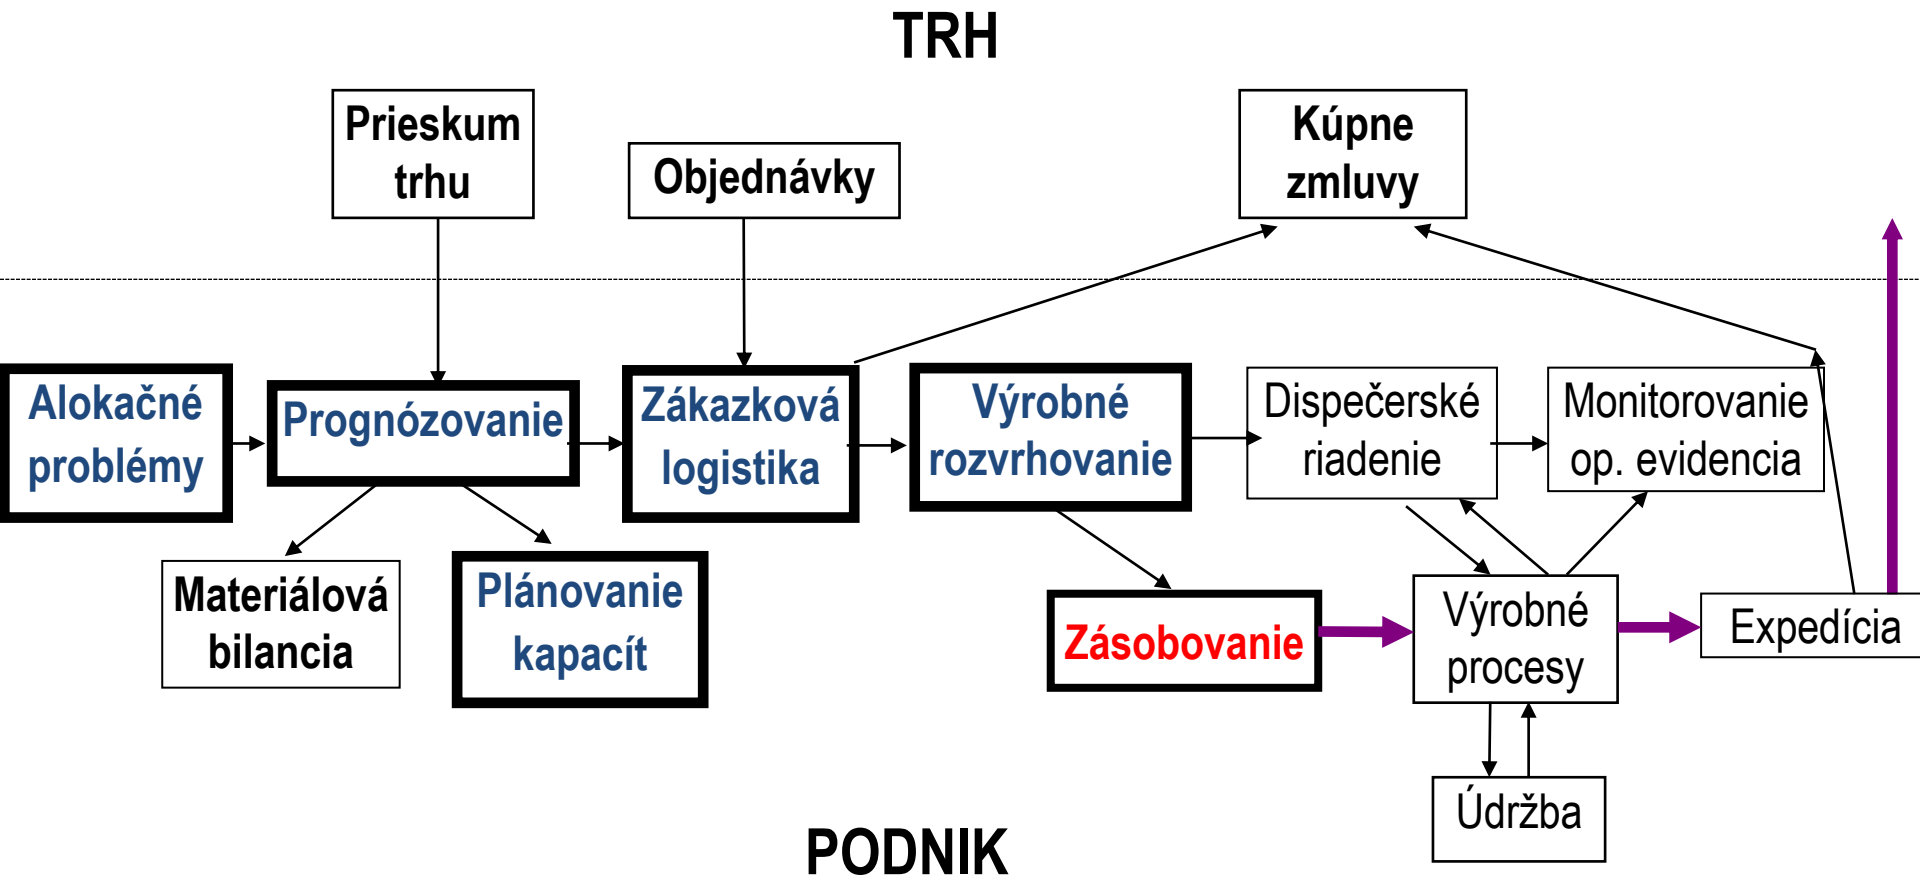 TRH
Prieskum
trhu
Objednávky
Kúpne
zmluvy
Alokačné
problémy
Prognózovanie
Zákazková
logistika
Výrobné
rozvrhovanie
Dispečerské
riadenie
Monitorovanie
op. evidencia
Materiálová
bilancia
Plánovanie
kapacít
Zásobovanie
Výrobné
procesy
Expedícia
Údržba
PODNIK